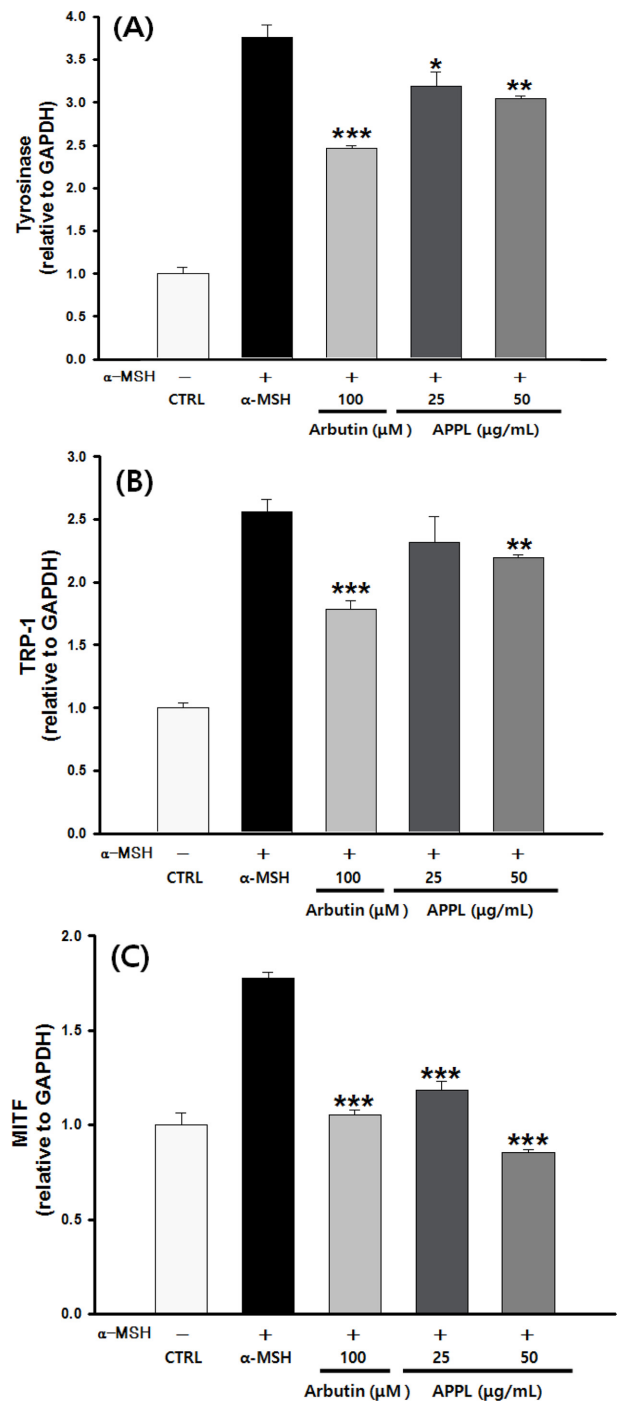 (A)
Tyrosinase
(relative to GAPDH)
4.0
3.5
3.0
2.5
2.0
1.5
1.0
0.5
0.0
***
*
**
α-MSH – + + + +
CTRL α-MSH 100 25 50
Arbutin (μM ) APPL (μg/mL)
(B)
TRP-1
(relative to GAPDH)
3.0
2.5
2.0
1.5
1.0
0.5
0.0
***
**
α-MSH – + + + +
CTRL α-MSH 100 25 50
Arbutin (μM ) APPL (μg/mL)
(C)
MITF
(relative to GAPDH)
2.0
1.5
1.0
0.5
0.0
***
***
***
α-MSH – + + + +
CTRL α-MSH 100 25 50
Arbutin (μM ) APPL (μg/mL)